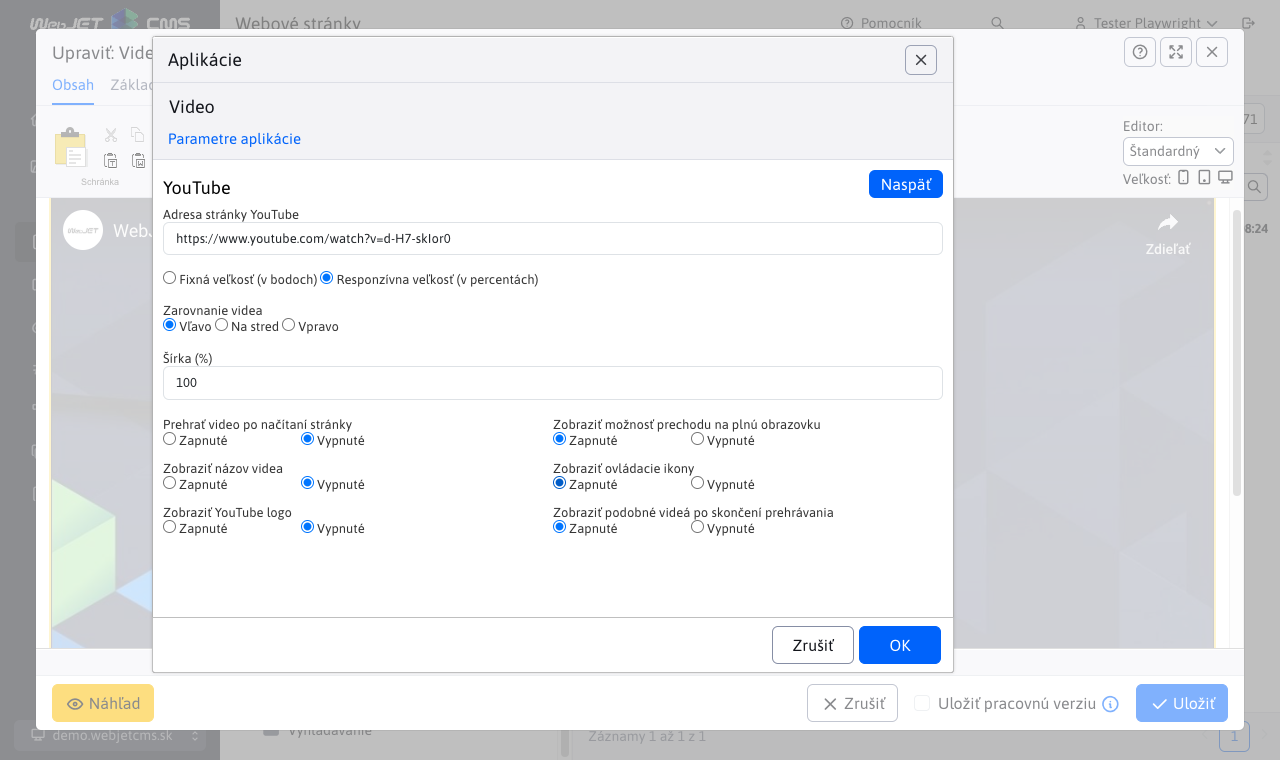 WebJET CMS
Webové stránky
Pomocník
Tester Playwright
Upraviť: Vide
Obsah
Základ
Schránka
Editor:
Štandardný
Veľkosť:
71
8:24
WebJ
Zdieľať
Aplikácie
Video
Parametre aplikácie
YouTube
Naspäť
Adresa stránky YouTube
https://www.youtube.com/watch?v=d-H7-skIor0
Fixná veľkosť (v bodoch) Responzívna veľkosť (v percentách)
Zarovnanie videa
Vľavo Na stred Vpravo
Šírka (%)
100
Prehrať video po načítaní stránky
Zapnuté Vypnuté
Zobraziť možnosť prechodu na plnú obrazovku
Zapnuté Vypnuté
Zobraziť názov videa
Zapnuté Vypnuté
Zobraziť ovládacie ikony
Zapnuté Vypnuté
Zobraziť YouTube logo
Zapnuté Vypnuté
Zobraziť podobné videá po skončení prehrávania
Zapnuté Vypnuté
Zrušiť
OK
Náhľad
Zrušiť
Uložiť pracovnú verziu
Uložiť
demo.webjetcms.sk
Vyhľadávanie
Záznamy 1 až 1 z 1
1